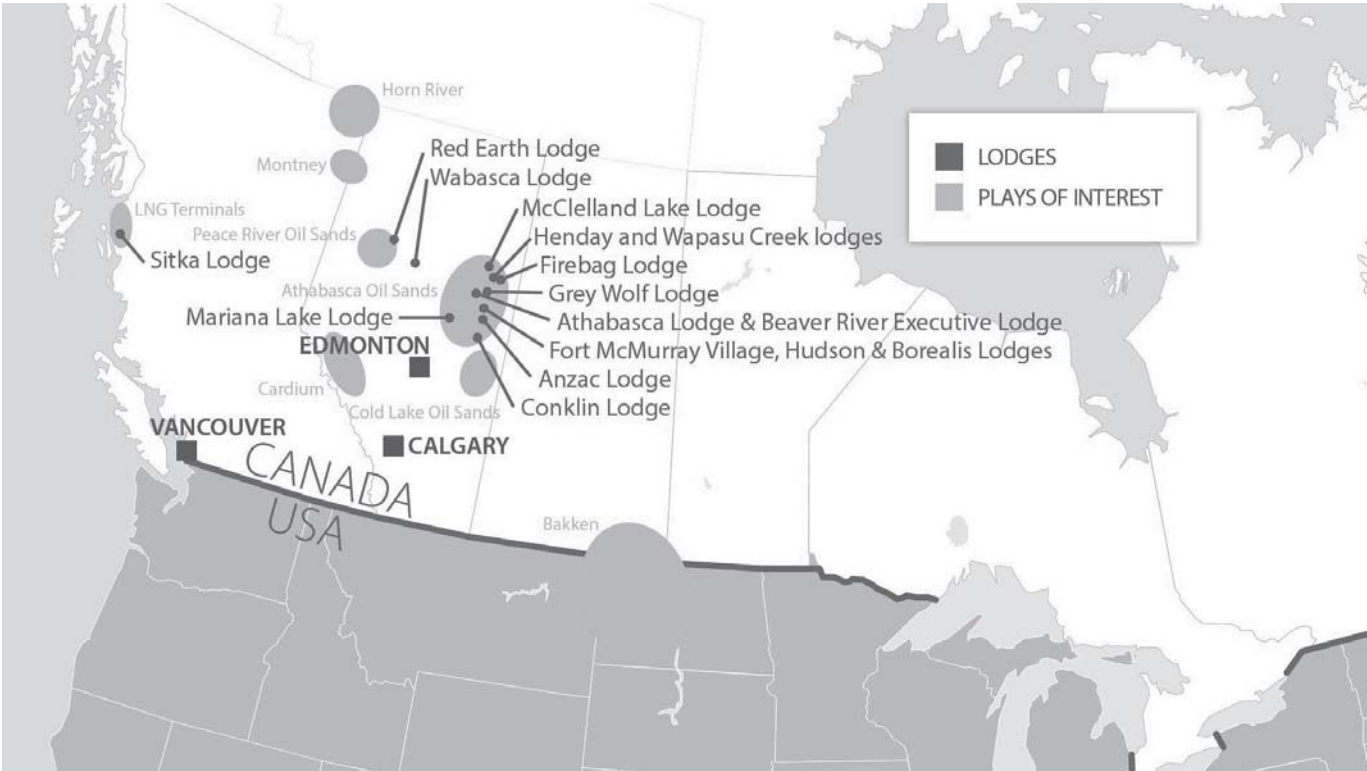 Horn River
Red Earth Lodge
Montney
Wabasca Lodge
LODGES
PLAYS OF INTEREST
LNG Terminals
McClelland Lake Lodge
Peace River Oil Sands
Henday and Wapasu Creek lodges
Sitka Lodge
Firebag Lodge
Athabasca Oil Sands
Grey Wolf Lodge
Mariana Lake Lodge
Athabasca Lodge & Beaver River Executive Lodge
EDMONTON
Fort McMurray Village, Hudson & Borealis Lodges
Cardium
Anzac Lodge
Cold Lake Oil Sands
Conklin Lodge
VANCOUVER
CALGARY
CANADA
USA
Bakken